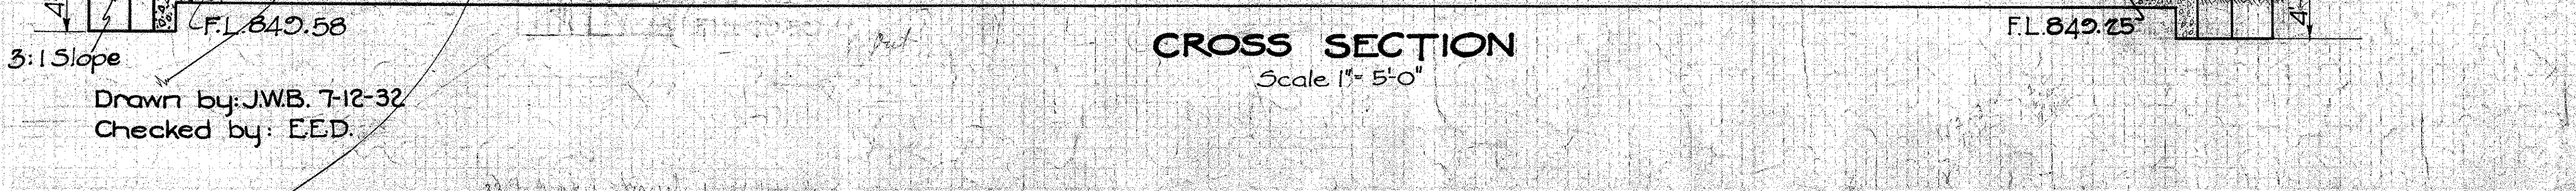 F.L. 849.58
3:1 Slope
CROSS SECTION
Scale 1" = 5'-0"
F.L. 849.25
Drawn by: J.W.B. 7-12-32
Checked by: E.E.D.